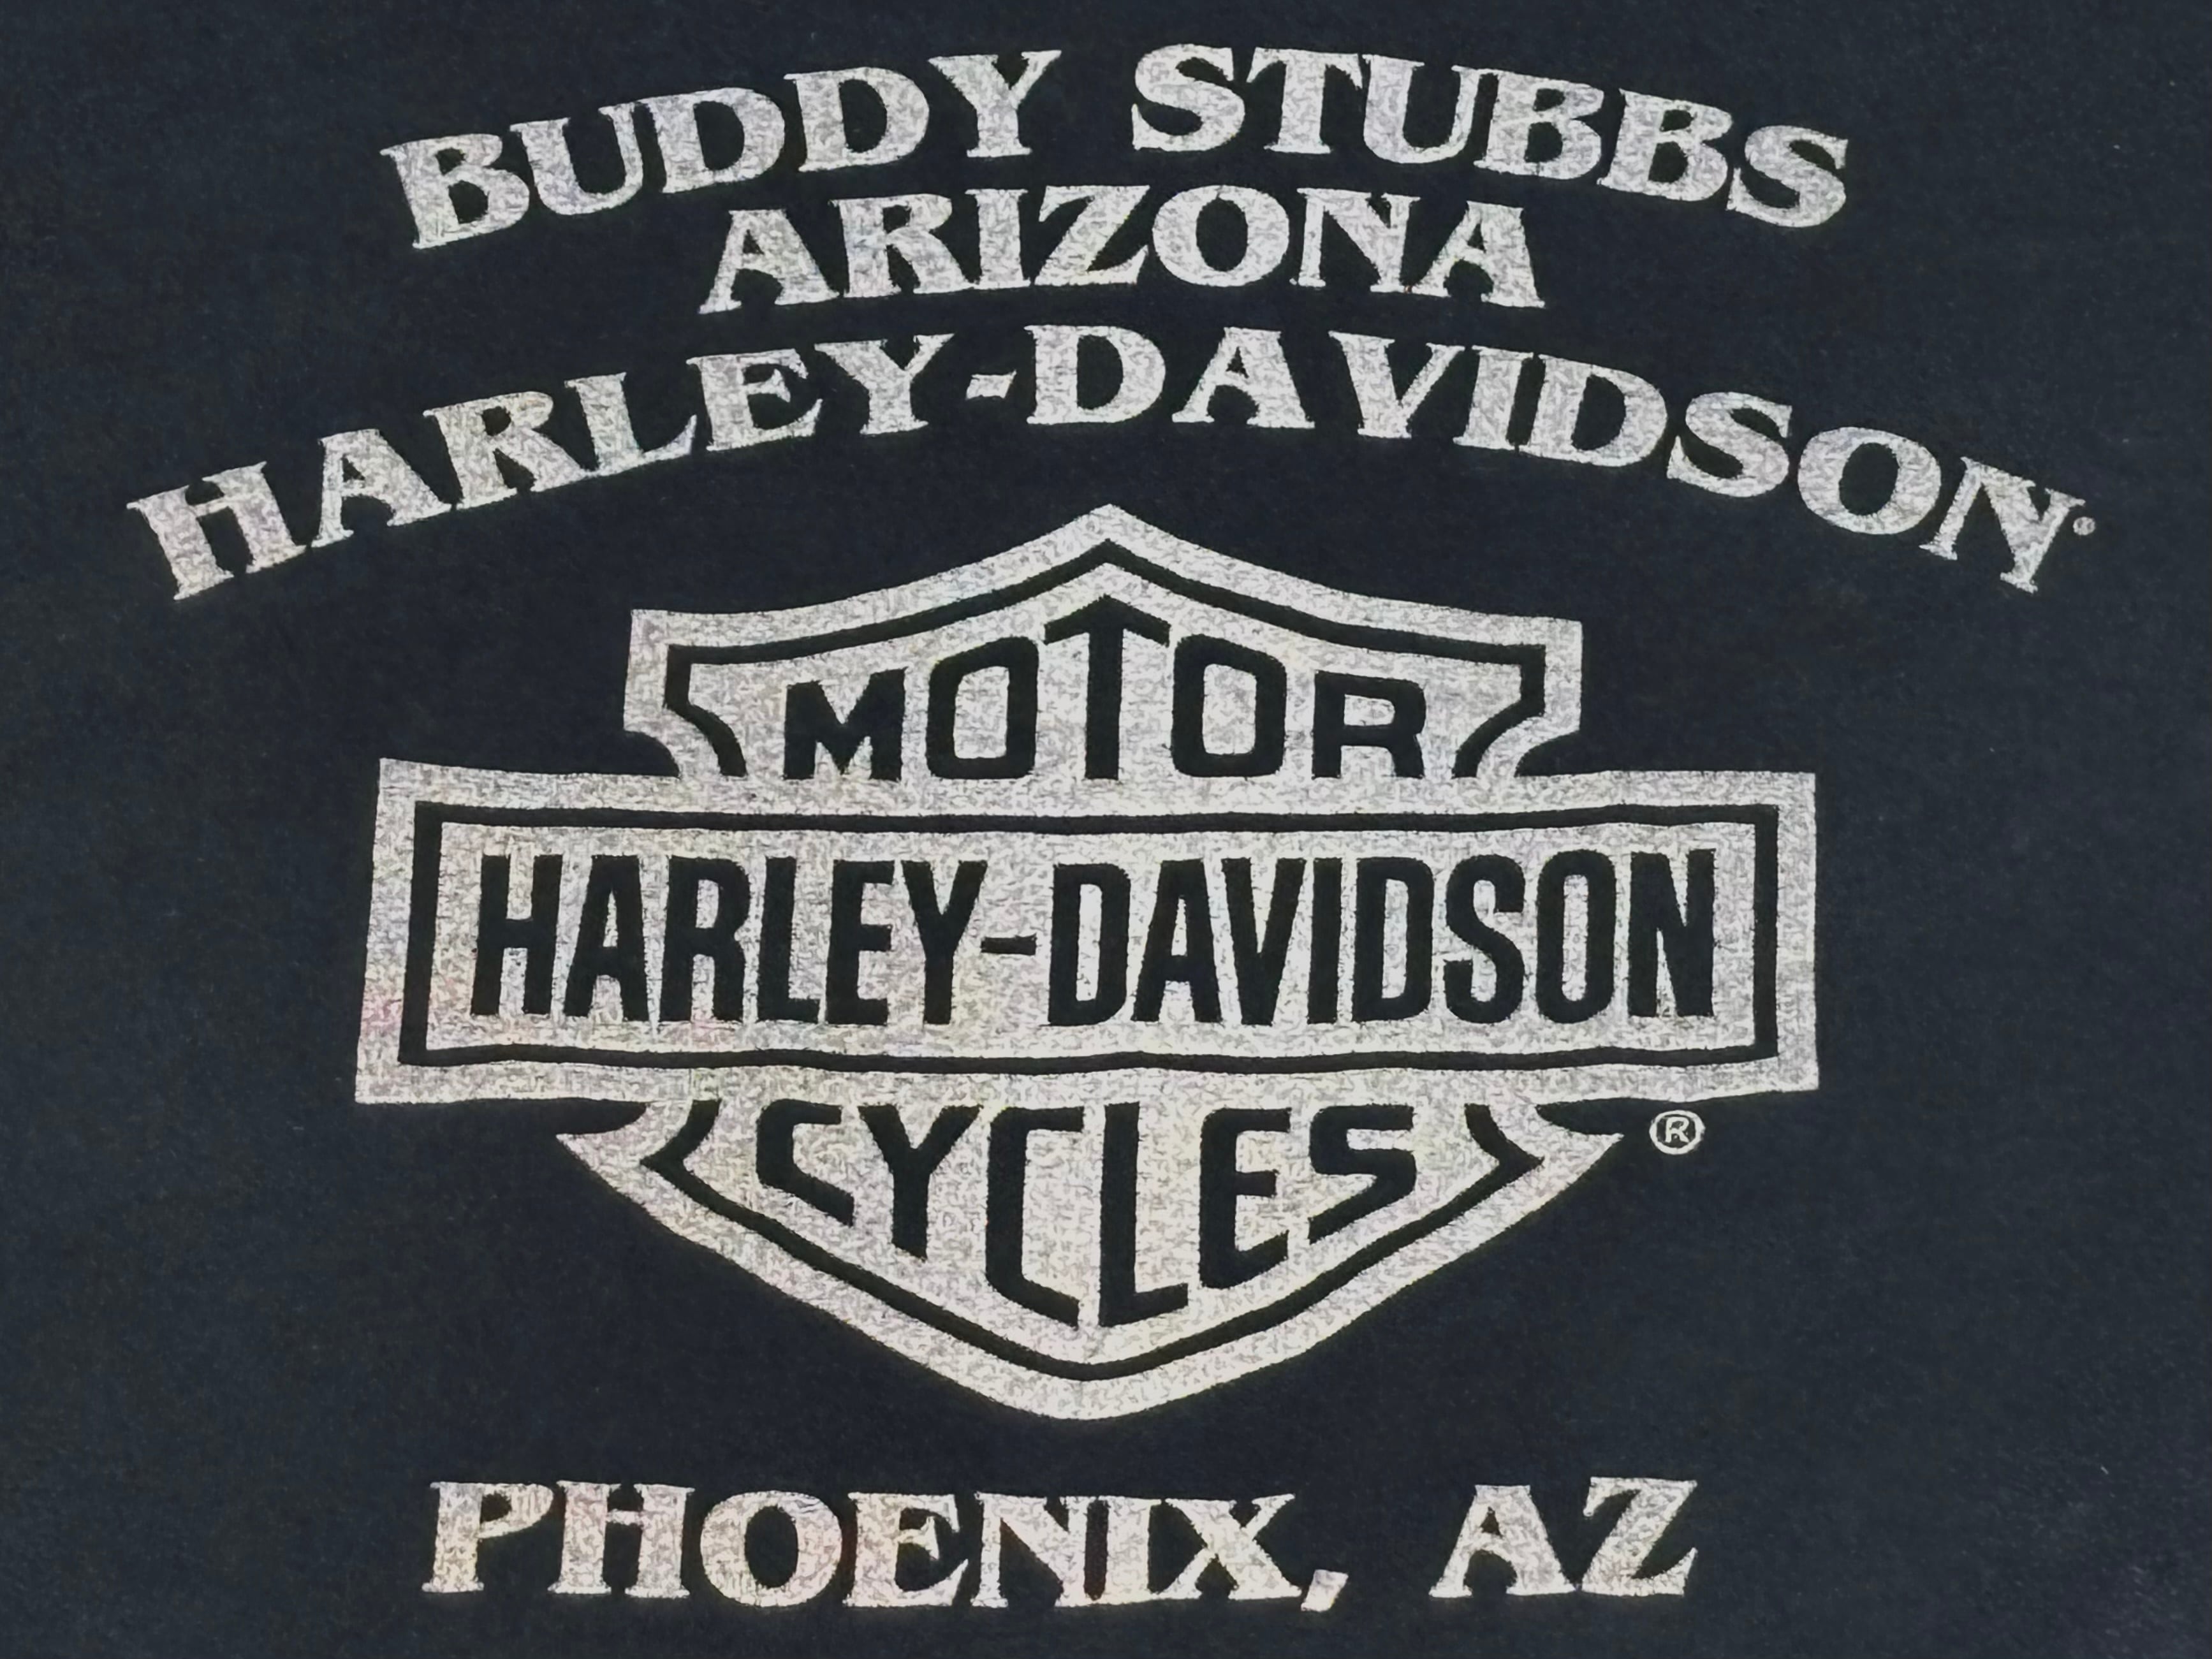 BUDDY STUBBS
ARIZONA
HARLEY-DAVIDSON®
MOTOR
HARLEY-DAVIDSON
CYCLES
®
PHOENIX, AZ